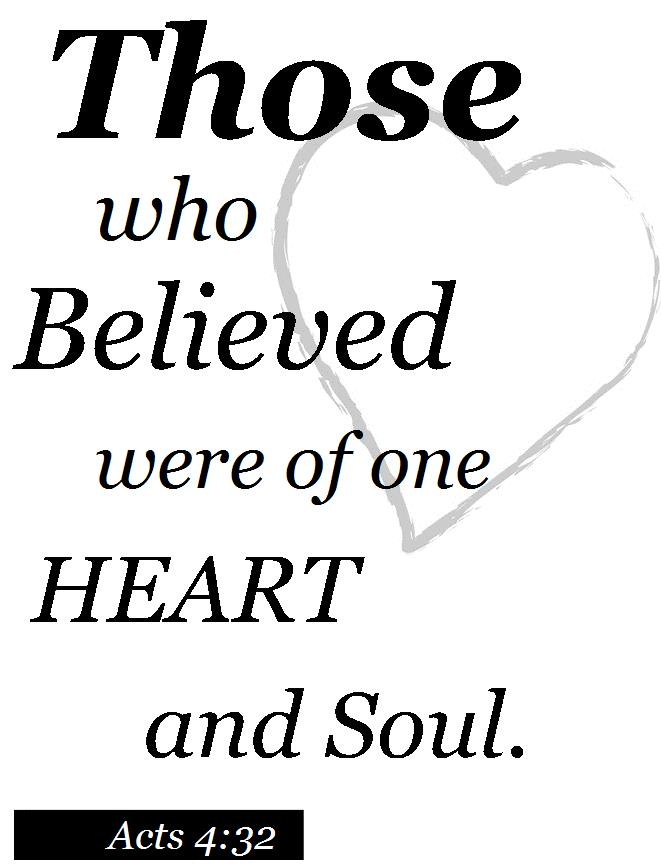 Those
who
Believed
were of one
HEART
and Soul.
Acts 4:32